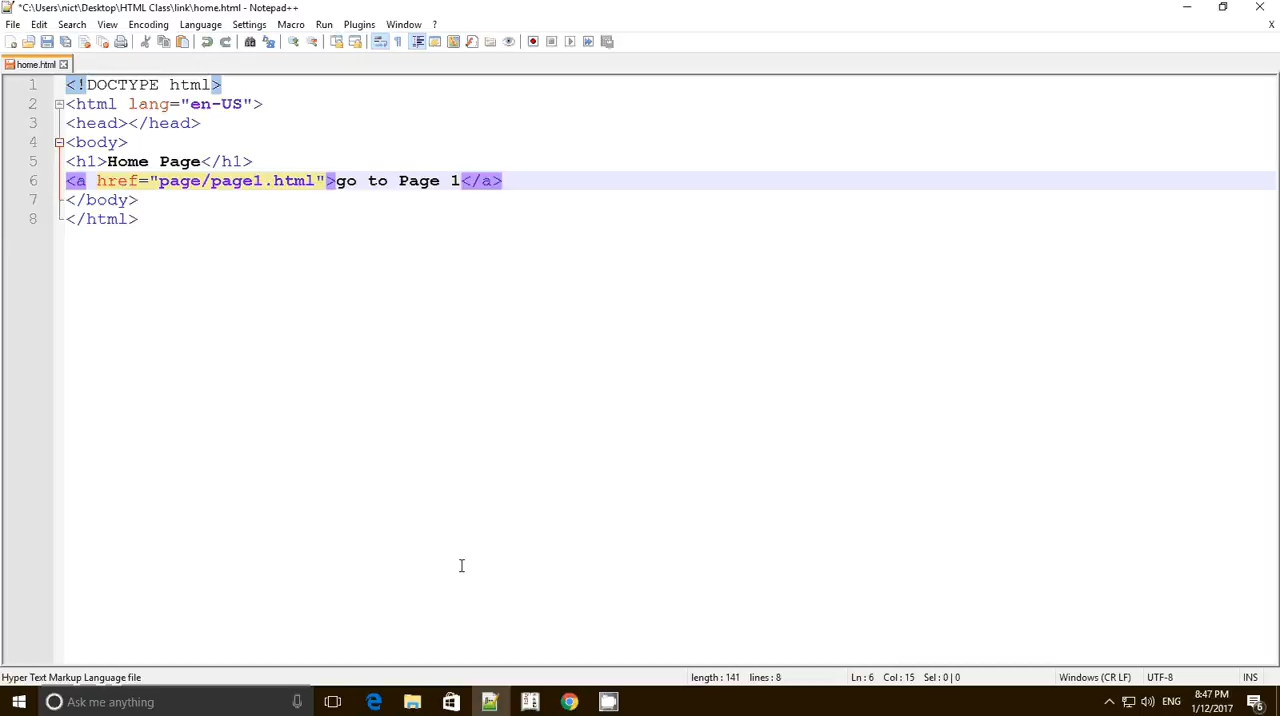 *C:\Users\nict\Desktop\HTML Class\link\home.html - Notepad++
File Edit Search View Encoding Language Settings Macro Run Plugins Window ?
X
home.html
1 <!DOCTYPE html>
2 <html lang="en-US">
3 <head></head>
4 <body>
5 <h1>Home Page</h1>
6 <a href="page/page1.html">go to Page 1</a>
7 </body>
8 </html>
Hyper Text Markup Language file length : 141 lines : 8 Ln : 6 Col : 15 Sel : 0 | 0 Windows (CR LF) UTF-8 INS
Ask me anything ENG 8:47 PM
1/12/2017 6